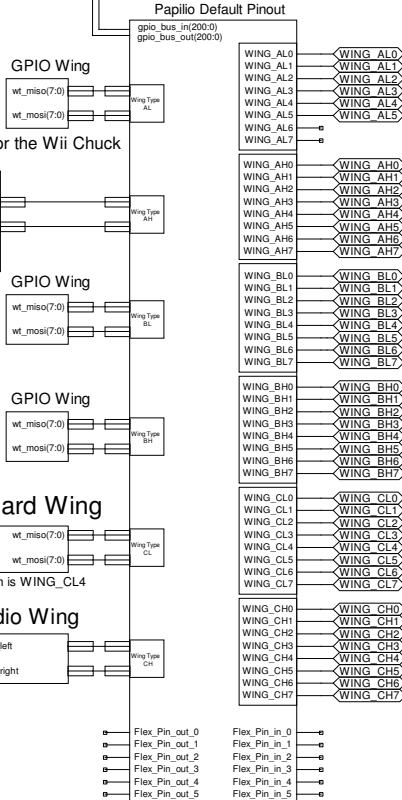 Papilio Default Pinout
gpio_bus_in(200:0)
gpio_bus_out(200:0)
GPIO Wing
wt_miso(7:0)
wt_mosi(7:0)
Wing Type
AL
WING_AL0 WING_AL0
WING_AL1 WING_AL1
WING_AL2 WING_AL2
WING_AL3 WING_AL3
WING_AL4 WING_AL4
WING_AL5 WING_AL5
WING_AL6
WING_AL7
or the Wii Chuck
Wing Type
AH
WING_AH0 WING_AH0
WING_AH1 WING_AH1
WING_AH2 WING_AH2
WING_AH3 WING_AH3
WING_AH4 WING_AH4
WING_AH5 WING_AH5
WING_AH6 WING_AH6
WING_AH7 WING_AH7
GPIO Wing
wt_miso(7:0)
wt_mosi(7:0)
Wing Type
BL
WING_BL0 WING_BL0
WING_BL1 WING_BL1
WING_BL2 WING_BL2
WING_BL3 WING_BL3
WING_BL4 WING_BL4
WING_BL5 WING_BL5
WING_BL6 WING_BL6
WING_BL7 WING_BL7
GPIO Wing
wt_miso(7:0)
wt_mosi(7:0)
Wing Type
BH
WING_BH0 WING_BH0
WING_BH1 WING_BH1
WING_BH2 WING_BH2
WING_BH3 WING_BH3
WING_BH4 WING_BH4
WING_BH5 WING_BH5
WING_BH6 WING_BH6
WING_BH7 WING_BH7
ard Wing
wt_miso(7:0)
wt_mosi(7:0)
n is WING_CL4
Wing Type
CL
WING_CL0 WING_CL0
WING_CL1 WING_CL1
WING_CL2 WING_CL2
WING_CL3 WING_CL3
WING_CL4 WING_CL4
WING_CL5 WING_CL5
WING_CL6 WING_CL6
WING_CL7 WING_CL7
dio Wing
left
right
Wing Type
CH
WING_CH0 WING_CH0
WING_CH1 WING_CH1
WING_CH2 WING_CH2
WING_CH3 WING_CH3
WING_CH4 WING_CH4
WING_CH5 WING_CH5
WING_CH6 WING_CH6
WING_CH7 WING_CH7
Flex_Pin_out_0 Flex_Pin_in_0
Flex_Pin_out_1 Flex_Pin_in_1
Flex_Pin_out_2 Flex_Pin_in_2
Flex_Pin_out_3 Flex_Pin_in_3
Flex_Pin_out_4 Flex_Pin_in_4
Flex_Pin_out_5 Flex_Pin_in_5